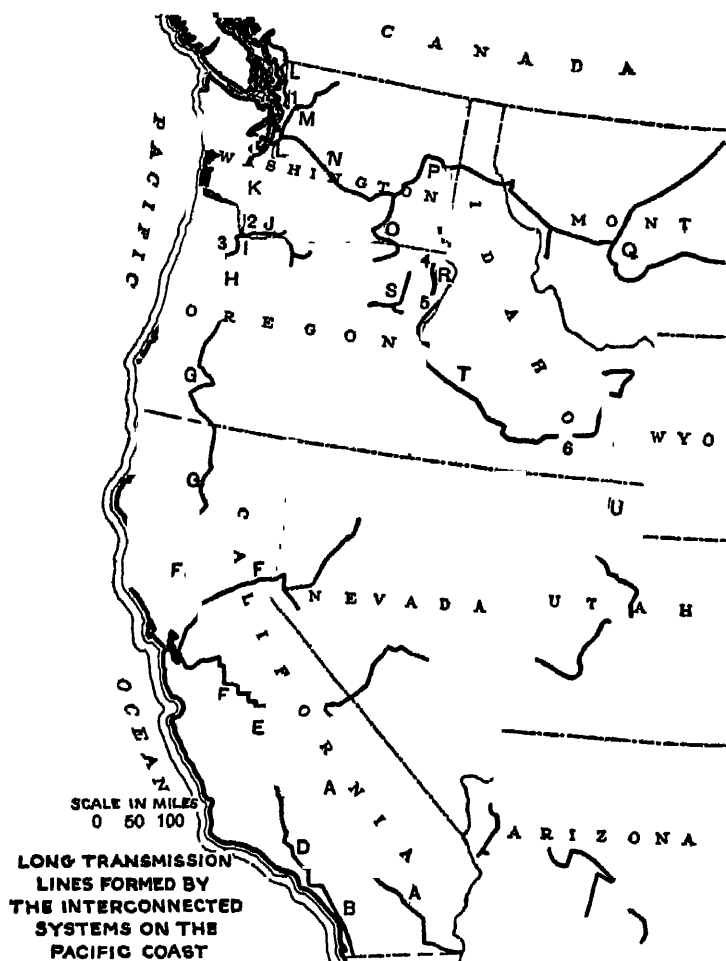 CANADA
PACIFIC
L
1
M
WASHINGTON
N
P
K
IDAHO
MONT
2 J
O
3 1
H
Q
4
R
S
5
OREGON
G
T
6
WYO
G
U
CALIFORNIA
F F
NEVADA UTAH
OCEAN
F
E
A
SCALE IN MILES
0 50 100
D
ARIZONA
A
B
LONG TRANSMISSION
LINES FORMED BY
THE INTERCONNECTED
SYSTEMS ON THE
PACIFIC COAST